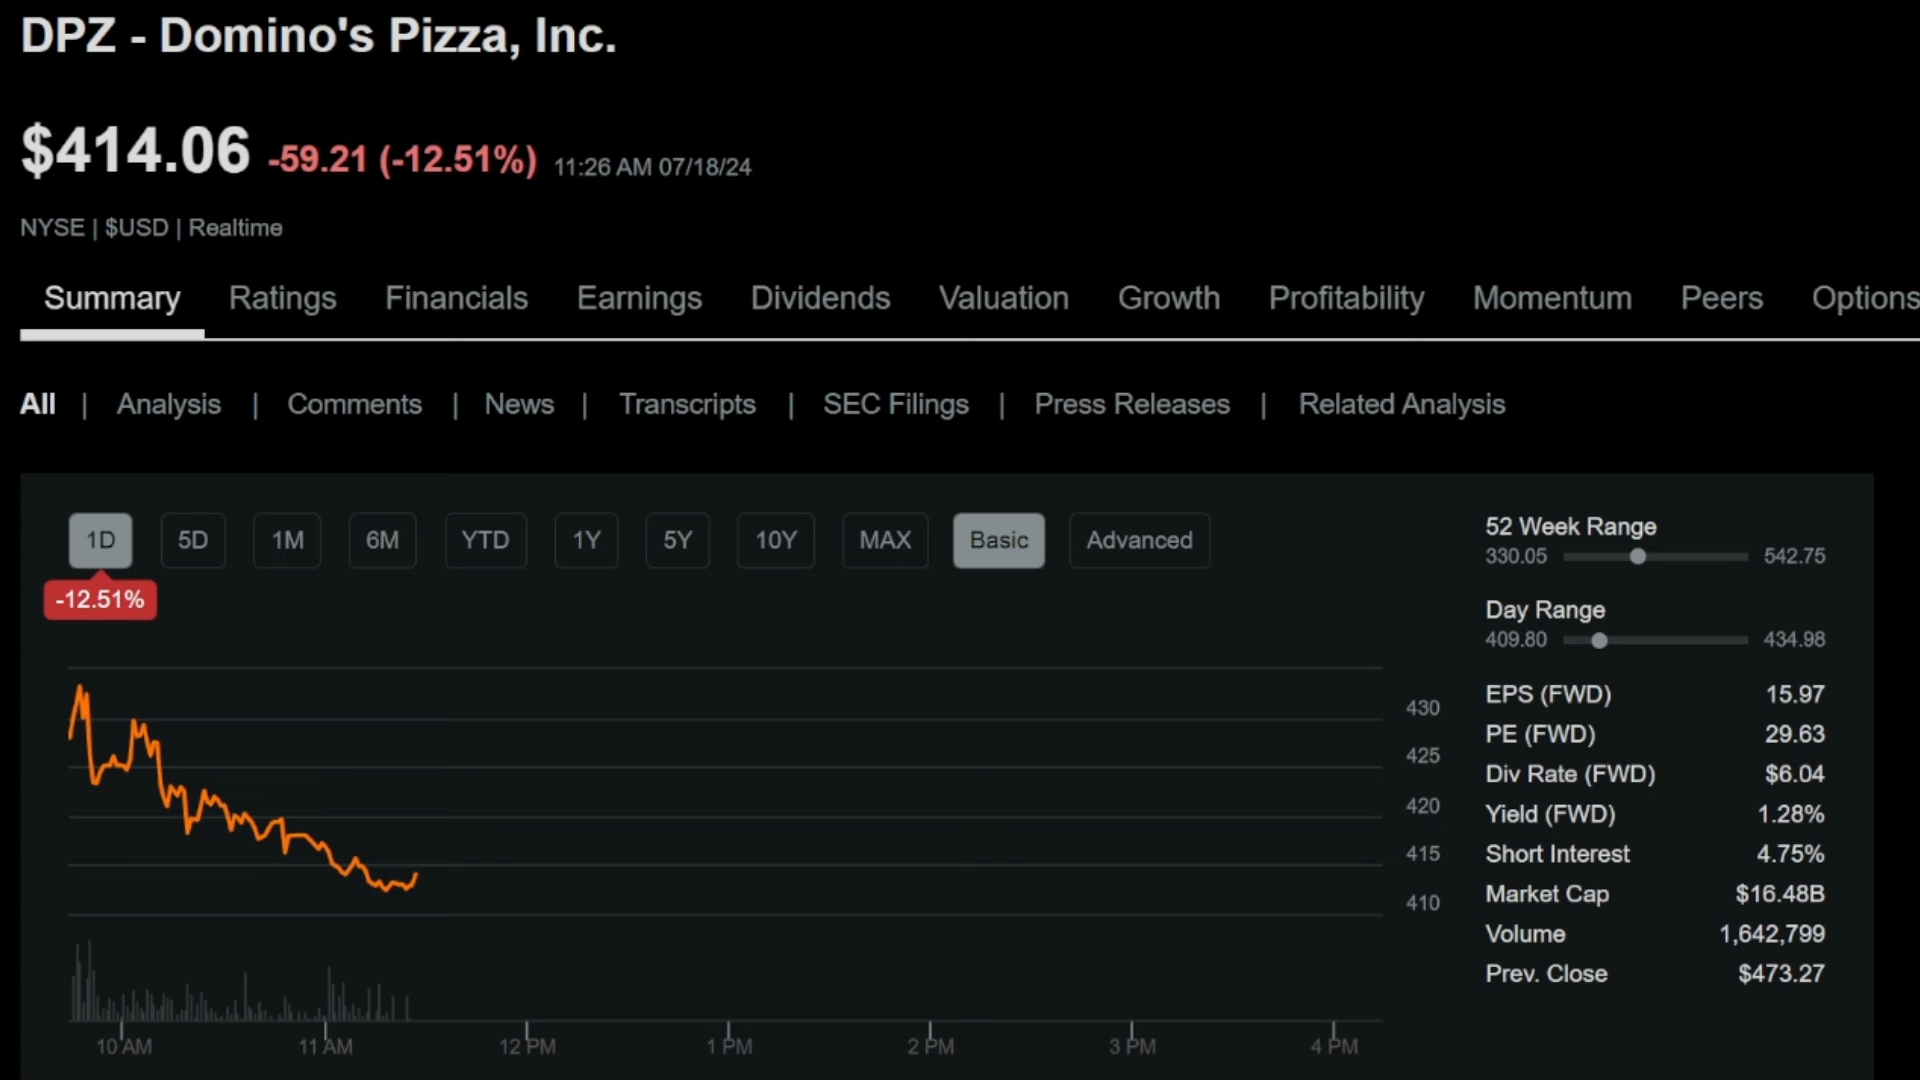 DPZ - Domino's Pizza, Inc.
$414.06 -59.21 (-12.51%) 11:26 AM 07/18/24
NYSE | $USD | Realtime
Summary Ratings Financials Earnings Dividends Valuation Growth Profitability Momentum Peers Options
All | Analysis | Comments | News | Transcripts | SEC Filings | Press Releases | Related Analysis
1D 5D 1M 6M YTD 1Y 5Y 10Y MAX Basic Advanced
-12.51%
430
425
420
415
410
10 AM 11 AM 12 PM 1 PM 2 PM 3 PM 4 PM
52 Week Range
330.05 542.75
Day Range
409.80 434.98
EPS (FWD) 15.97
PE (FWD) 29.63
Div Rate (FWD) $6.04
Yield (FWD) 1.28%
Short Interest 4.75%
Market Cap $16.48B
Volume 1,642,799
Prev. Close $473.27